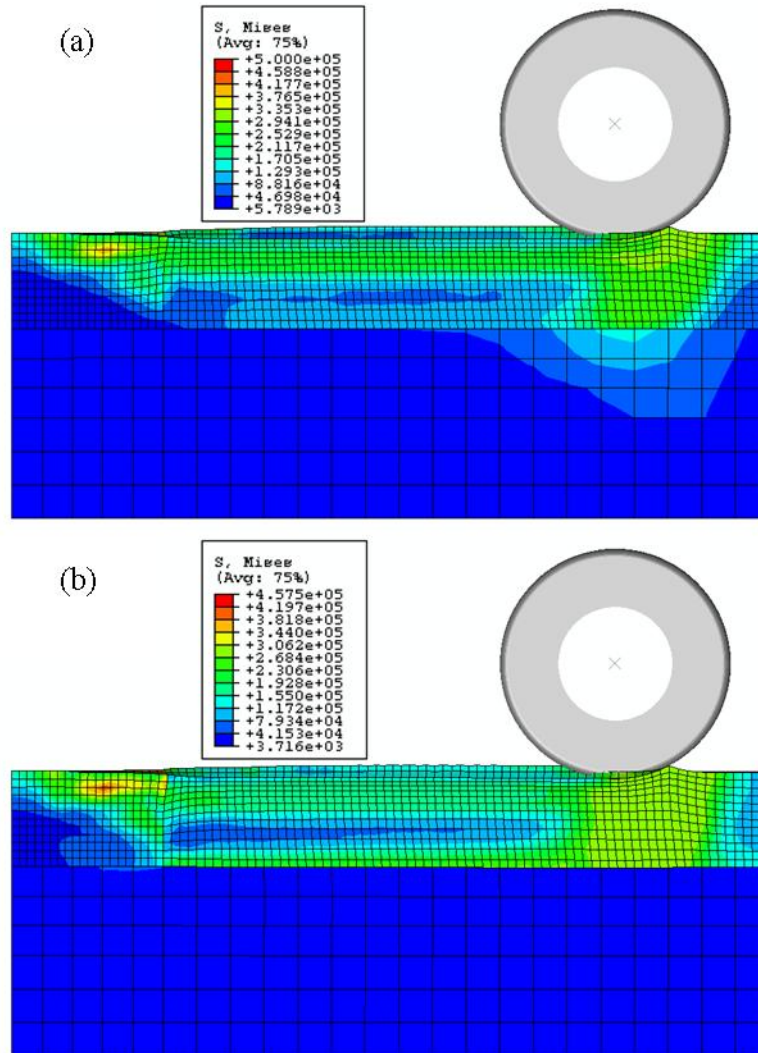 (a)
S, Mises
(Avg: 75%)
+5.000e+05
+4.588e+05
+4.177e+05
+3.765e+05
+3.353e+05
+2.941e+05
+2.529e+05
+2.117e+05
+1.705e+05
+1.293e+05
+8.816e+04
+4.698e+04
+5.789e+03
(b)
S, Mises
(Avg: 75%)
+4.575e+05
+4.197e+05
+3.818e+05
+3.440e+05
+3.062e+05
+2.684e+05
+2.306e+05
+1.928e+05
+1.550e+05
+1.172e+05
+7.934e+04
+4.153e+04
+3.716e+03